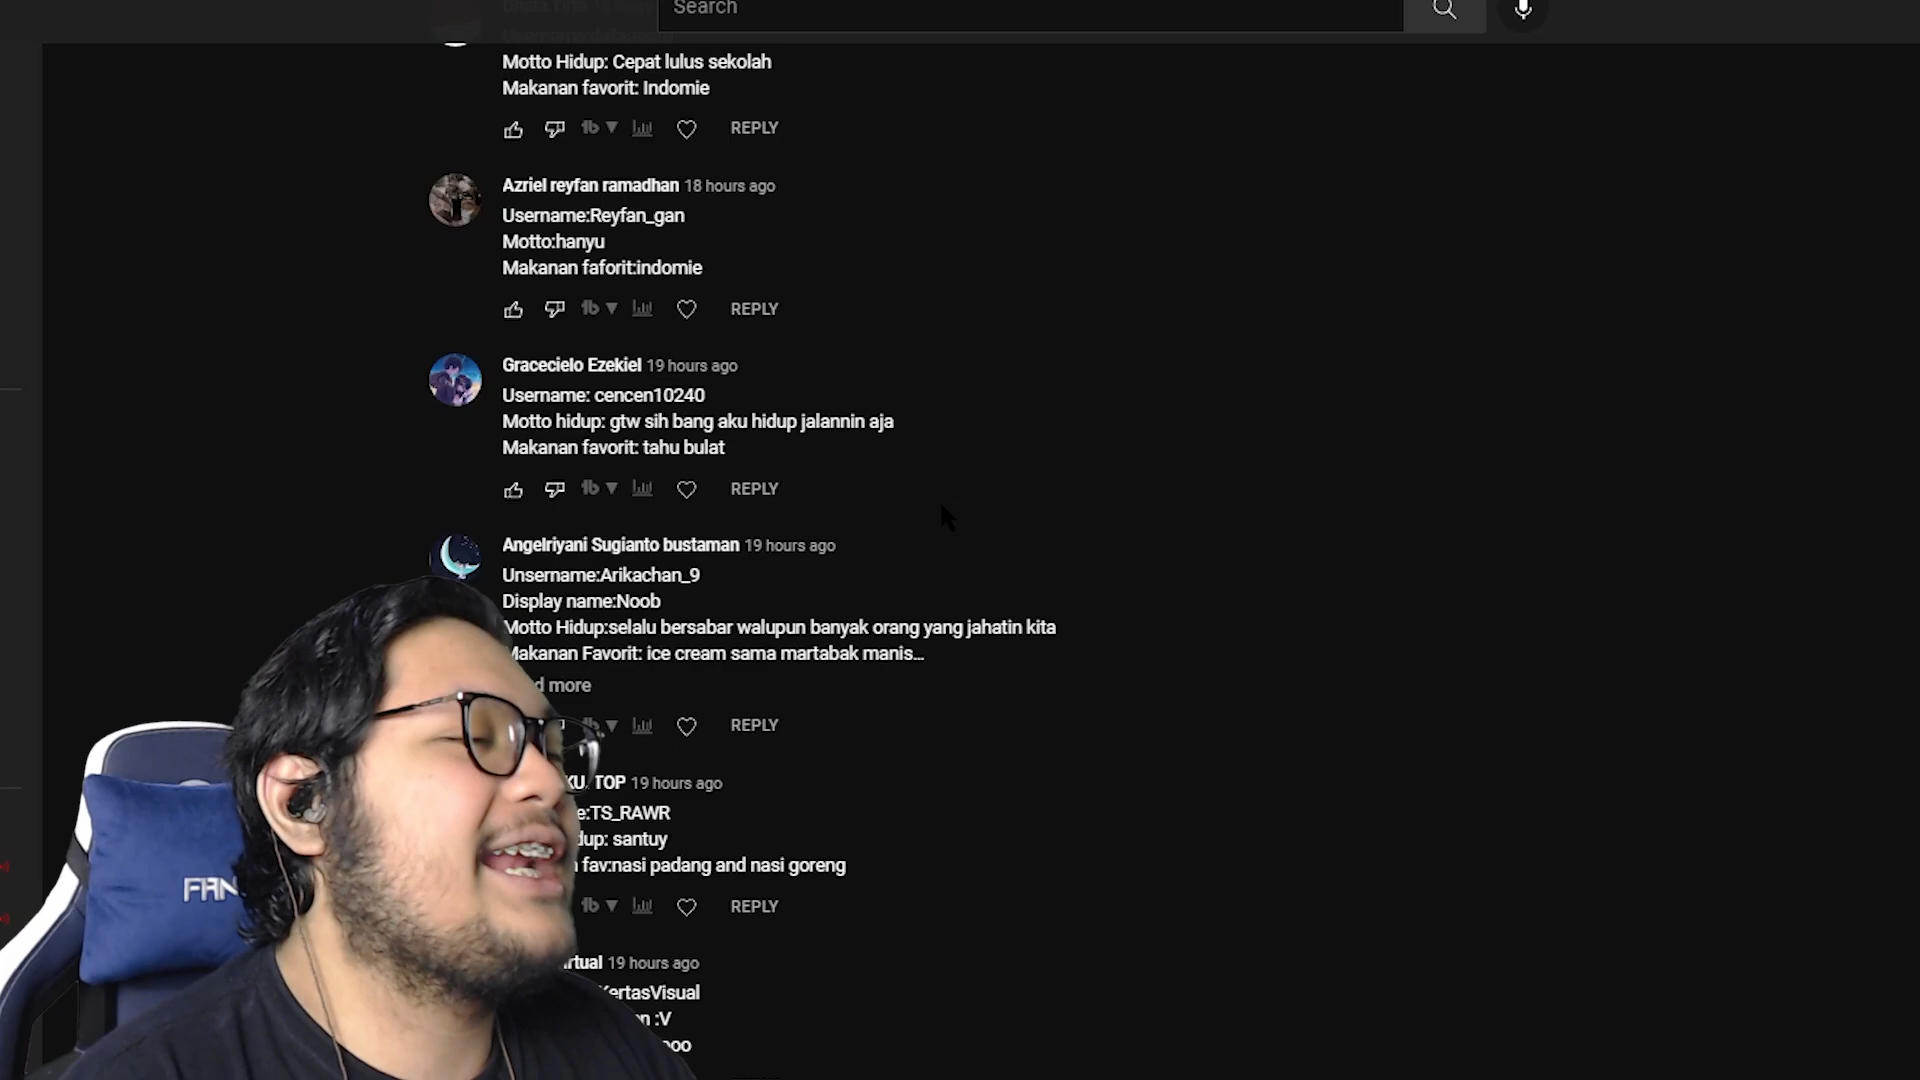 Search
Motto Hidup: Cepat lulus sekolah
Makanan favorit: Indomie
REPLY
Azriel reyfan ramadhan 18 hours ago
Username:Reyfan_gan
Motto:hanyu
Makanan faforit:indomie
REPLY
Gracecielo Ezekiel 19 hours ago
Username: cencen10240
Motto hidup: gtw sih bang aku hidup jalannin aja
Makanan favorit: tahu bulat
REPLY
Angelriyani Sugianto bustaman 19 hours ago
Unsername:Arikachan_9
Display name:Noob
Motto Hidup:selalu bersabar walupun banyak orang yang jahatin kita
Makanan Favorit: ice cream sama martabak manis...
more
REPLY
TOP 19 hours ago
TS_RAWR
santuy
fav:nasi padang and nasi goreng
REPLY
19 hours ago
:V